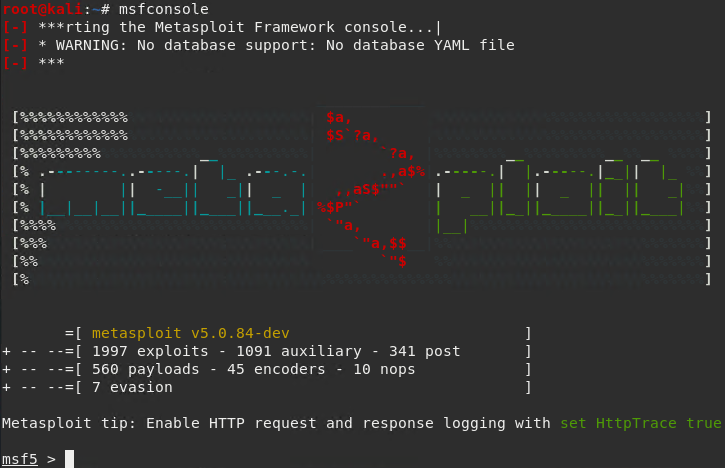 root@kali:~# msfconsole
[-] ***rting the Metasploit Framework console...|
[-] * WARNING: No database support: No database YAML file
[-] ***
metasploit
=[ metasploit v5.0.84-dev ]
+ -- --=[ 1997 exploits - 1091 auxiliary - 341 post ]
+ -- --=[ 560 payloads - 45 encoders - 10 nops ]
+ -- --=[ 7 evasion ]
Metasploit tip: Enable HTTP request and response logging with set HttpTrace true
msf5 >